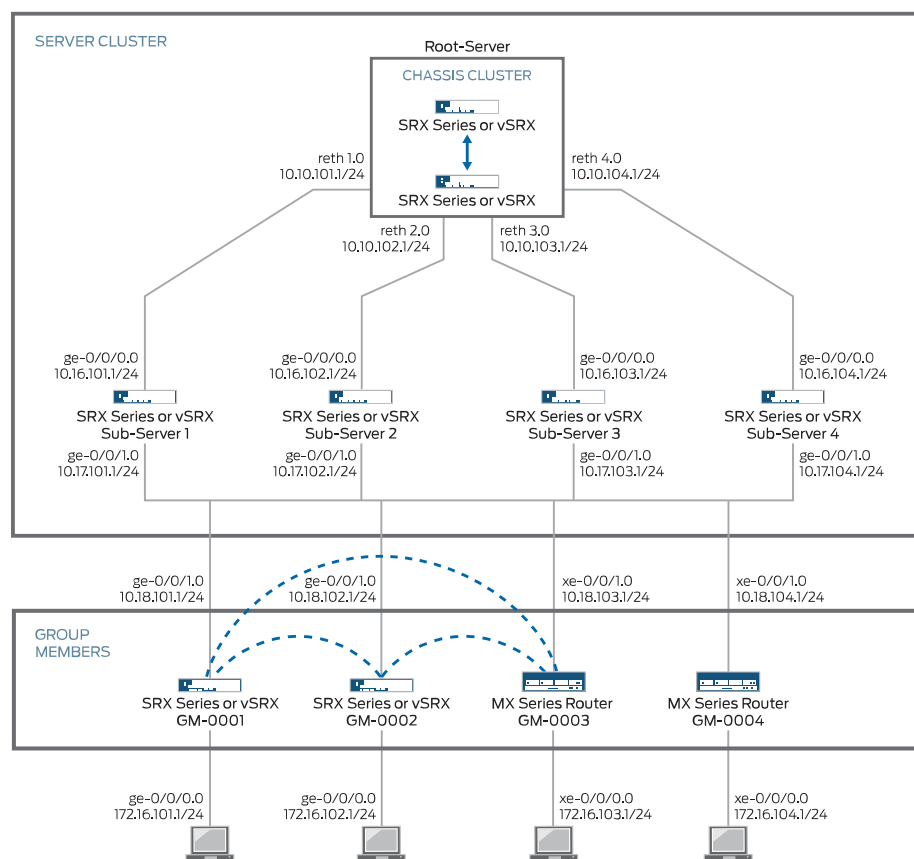 SERVER CLUSTER
Root-Server
CHASSIS CLUSTER
SRX Series or vSRX
SRX Series or vSRX
reth 1.0
10.10.101.1/24
reth 4.0
10.10.104.1/24
reth 2.0
10.10.102.1/24
reth 3.0
10.10.103.1/24
ge-0/0/0.0
10.16.101.1/24
ge-0/0/0.0
10.16.102.1/24
ge-0/0/0.0
10.16.103.1/24
ge-0/0/0.0
10.16.104.1/24
SRX Series or vSRX
Sub-Server 1
SRX Series or vSRX
Sub-Server 2
SRX Series or vSRX
Sub-Server 3
SRX Series or vSRX
Sub-Server 4
ge-0/0/1.0
10.17.101.1/24
ge-0/0/1.0
10.17.102.1/24
ge-0/0/1.0
10.17.103.1/24
ge-0/0/1.0
10.17.104.1/24
ge-0/0/1.0
10.18.101.1/24
ge-0/0/1.0
10.18.102.1/24
xe-0/0/1.0
10.18.103.1/24
xe-0/0/1.0
10.18.104.1/24
GROUP
MEMBERS
SRX Series or vSRX
GM-0001
SRX Series or vSRX
GM-0002
MX Series Router
GM-0003
MX Series Router
GM-0004
ge-0/0/0.0
172.16.101.1/24
ge-0/0/0.0
172.16.102.1/24
xe-0/0/0.0
172.16.103.1/24
xe-0/0/0.0
172.16.104.1/24